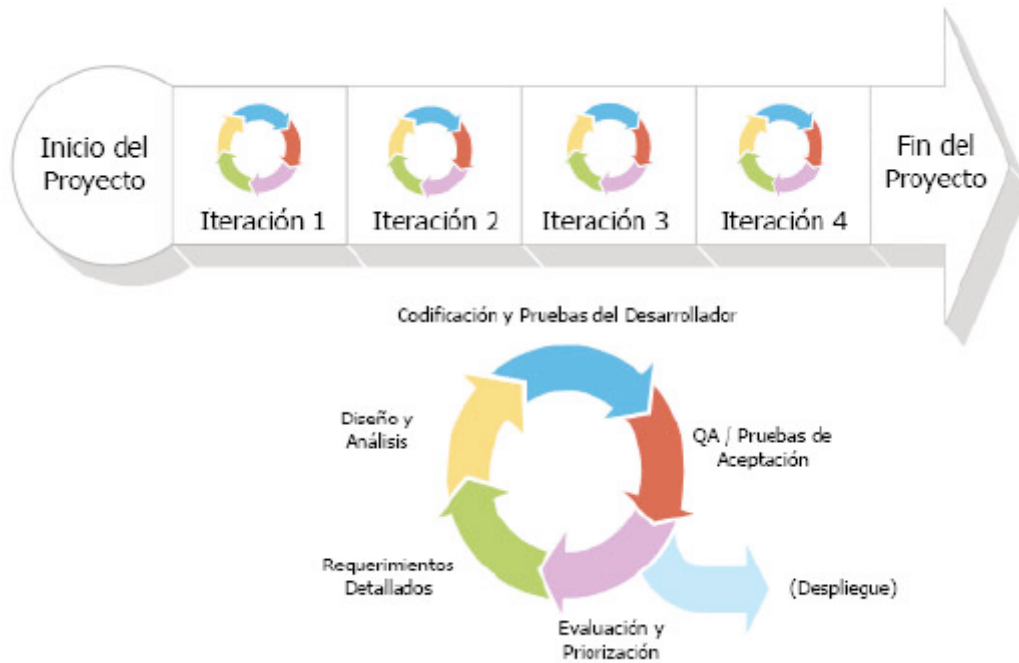 Inicio del
Proyecto
Iteración 1
Iteración 2
Iteración 3
Iteración 4
Fin del
Proyecto
Codificación y Pruebas del Desarrollador
Diseño y
Análisis
QA / Pruebas de
Aceptación
Requerimientos
Detallados
(Despliegue)
Evaluación y
Priorización